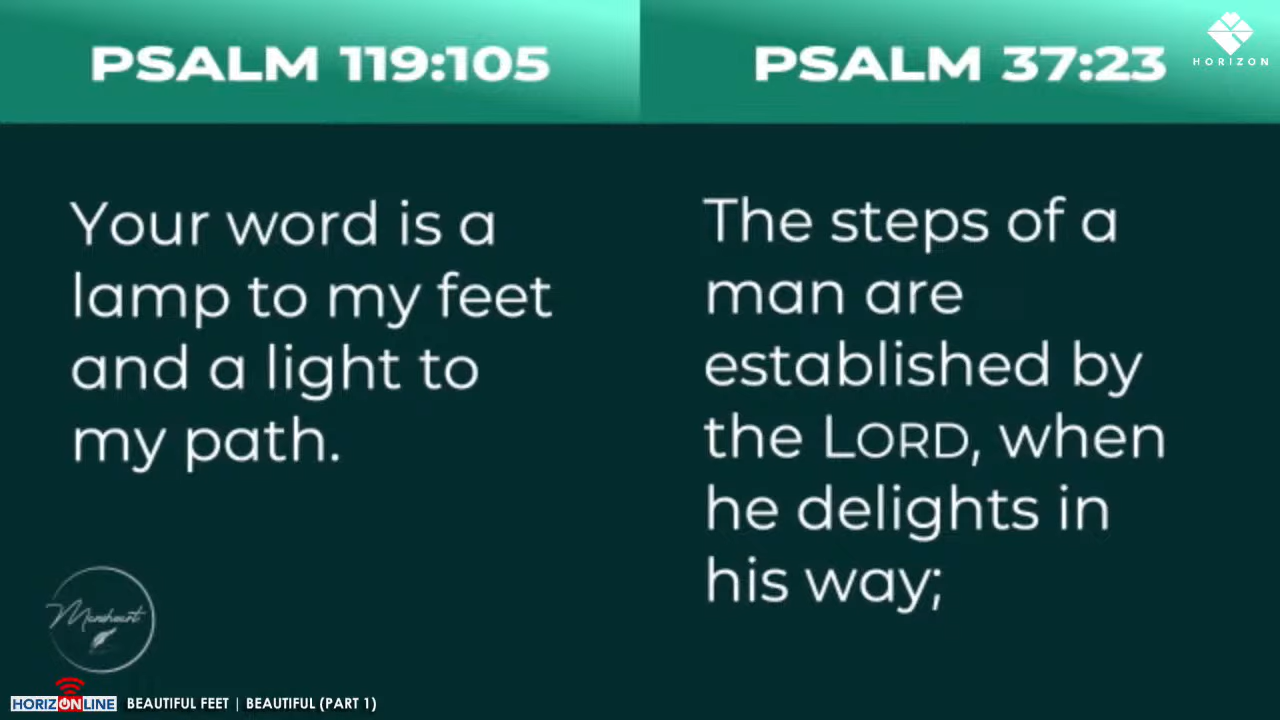 PSALM 119:105
Your word is a
lamp to my feet
and a light to
my path.
PSALM 37:23
The steps of a
man are
established by
the LORD, when
he delights in
his way;
HORIZON
HORIZONLINE
BEAUTIFUL FEET | BEAUTIFUL (PART 1)